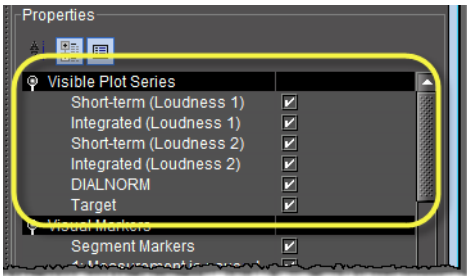 Properties
Visible Plot Series
Short-term (Loudness 1)
Integrated (Loudness 1)
Short-term (Loudness 2)
Integrated (Loudness 2)
DIALNORM
Target
Visual Markers
Segment Markers